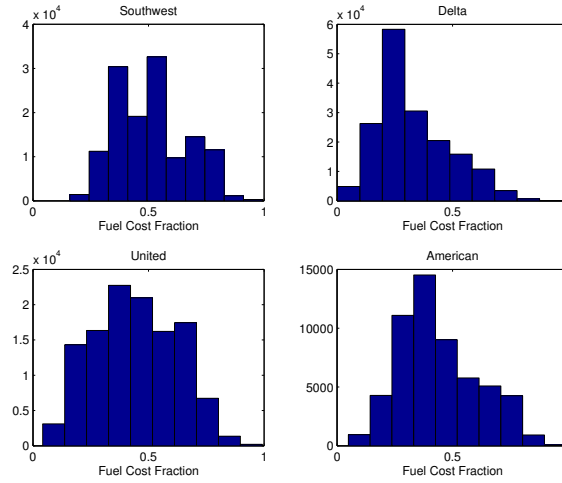 Southwest
x 10^4
4
3
2
1
0
0 0.5 1
Fuel Cost Fraction
Delta
x 10^4
6
5
4
3
2
1
0
0 0.5
Fuel Cost Fraction
United
x 10^4
2.5
2
1.5
1
0.5
0
0 0.5 1
Fuel Cost Fraction
American
15000
10000
5000
0
0 0.5
Fuel Cost Fraction